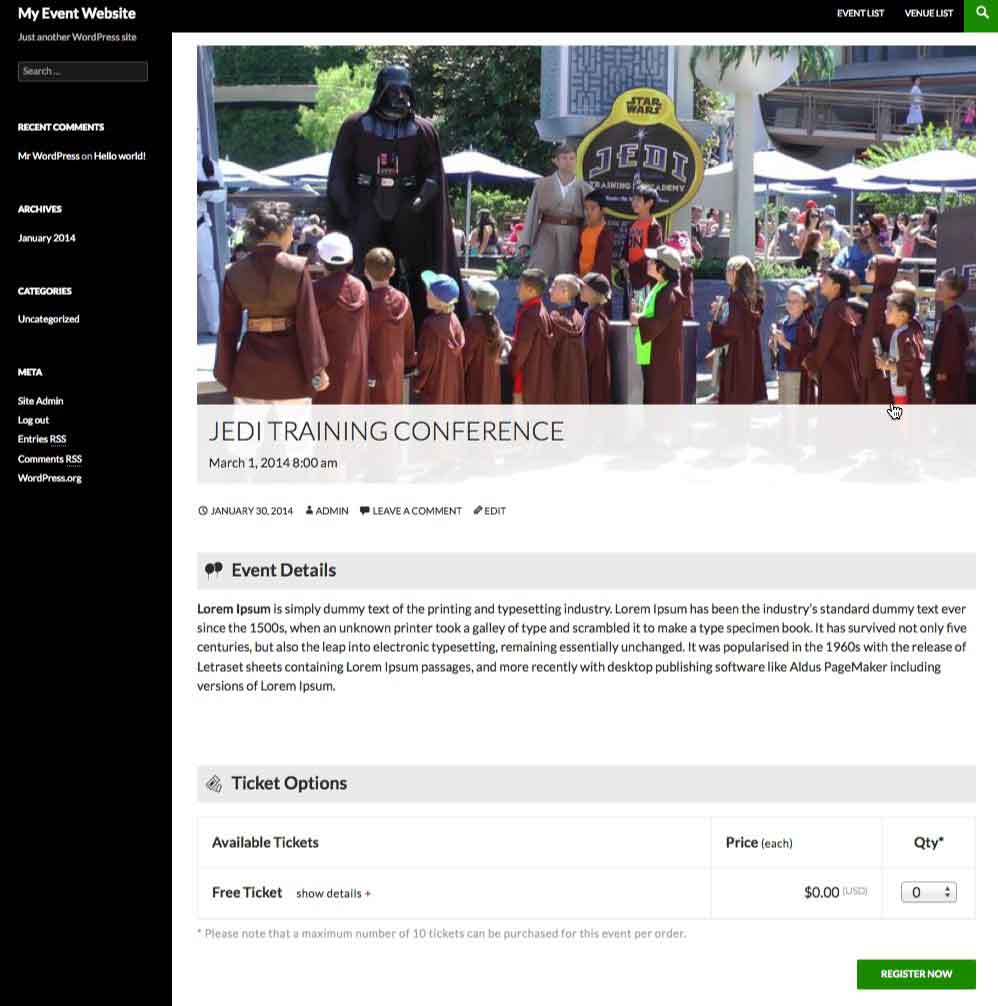 My Event Website
EVENT LIST
VENUE LIST
Just another WordPress site
Search ...
RECENT COMMENTS
Mr WordPress on Hello world!
ARCHIVES
January 2014
CATEGORIES
Uncategorized
META
Site Admin
Log out
Entries RSS
Comments RSS
WordPress.org
STAR
WARS
JEDI
TRAINING ACADEMY
JEDI TRAINING CONFERENCE
March 1, 2014 8:00 am
JANUARY 30, 2014 ADMIN LEAVE A COMMENT EDIT
Event Details
Lorem Ipsum is simply dummy text of the printing and typesetting industry. Lorem Ipsum has been the industry's standard dummy text ever
since the 1500s, when an unknown printer took a galley of type and scrambled it to make a type specimen book. It has survived not only five
centuries, but also the leap into electronic typesetting, remaining essentially unchanged. It was popularised in the 1960s with the release of
Letraset sheets containing Lorem Ipsum passages, and more recently with desktop publishing software like Aldus PageMaker including
versions of Lorem Ipsum.
Ticket Options
Available Tickets Price (each) Qty*
Free Ticket show details + $0.00 (USD) 0
* Please note that a maximum number of 10 tickets can be purchased for this event per order.
REGISTER NOW